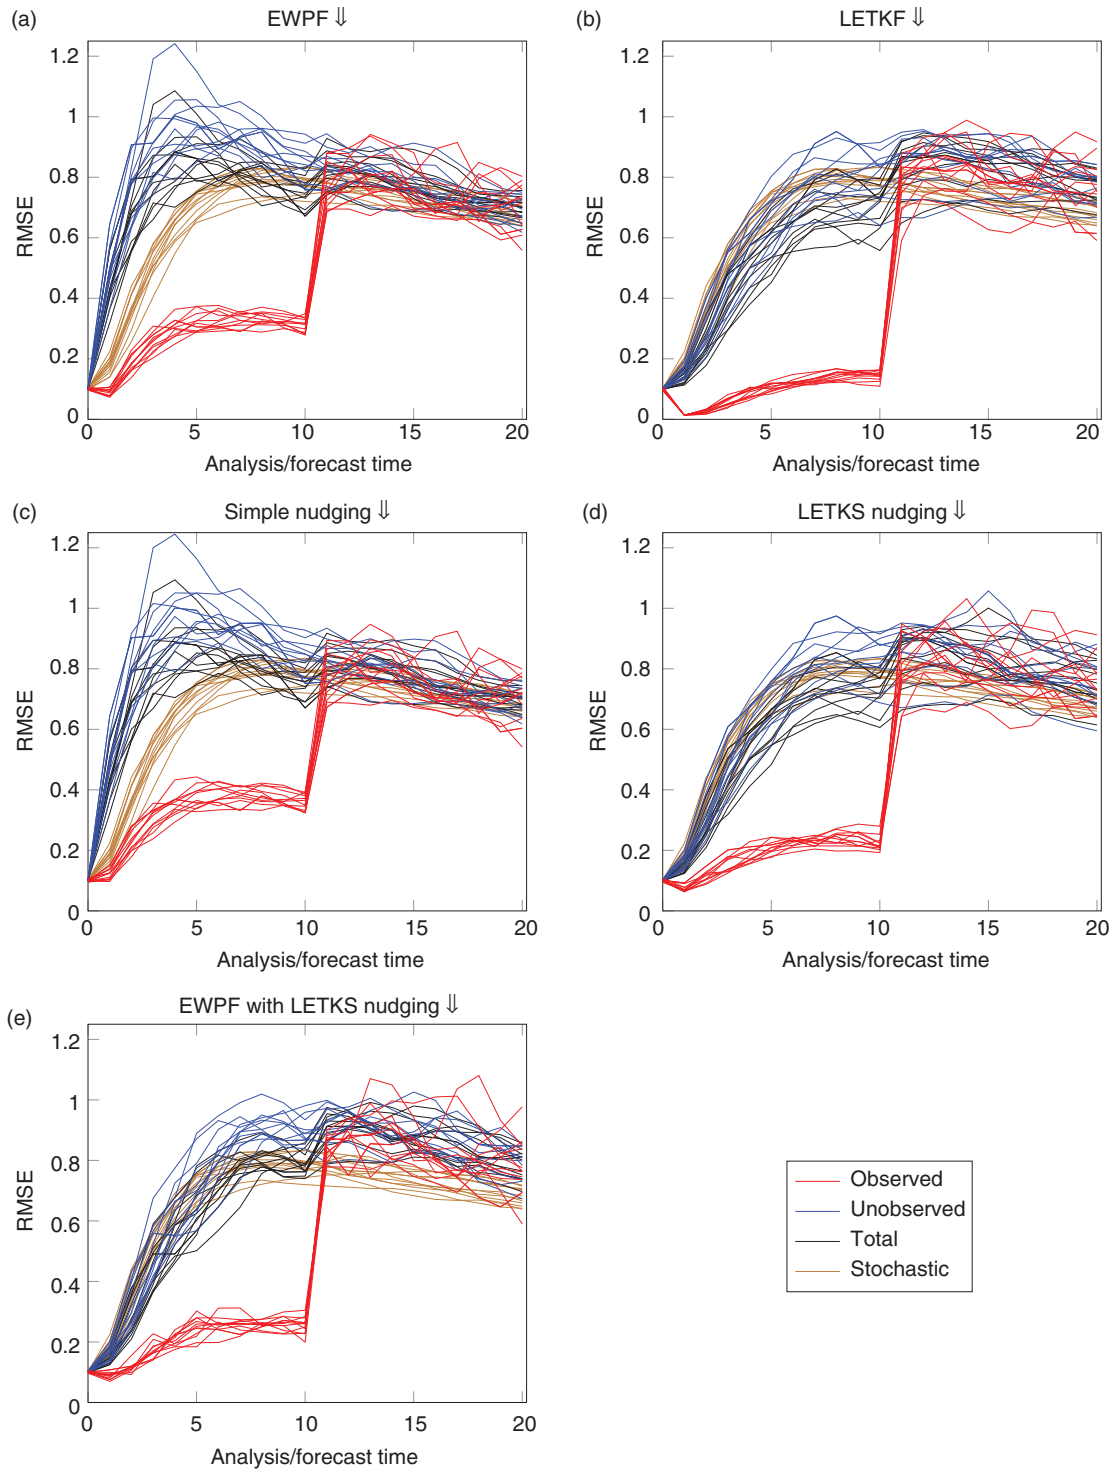 (a) EWPF ⇓
1.2
1
0.8
0.6
0.4
0.2
0
RMSE
0 5 10 15 20
Analysis/forecast time
(b) LETKF ⇓
1.2
1
0.8
0.6
0.4
0.2
0
RMSE
0 5 10 15 20
Analysis/forecast time
(c) Simple nudging ⇓
1.2
1
0.8
0.6
0.4
0.2
0
RMSE
0 5 10 15 20
Analysis/forecast time
(d) LETKS nudging ⇓
1.2
1
0.8
0.6
0.4
0.2
0
RMSE
0 5 10 15 20
Analysis/forecast time
(e) EWPF with LETKS nudging ⇓
1.2
1
0.8
0.6
0.4
0.2
0
RMSE
0 5 10 15 20
Analysis/forecast time
Observed
Unobserved
Total
Stochastic